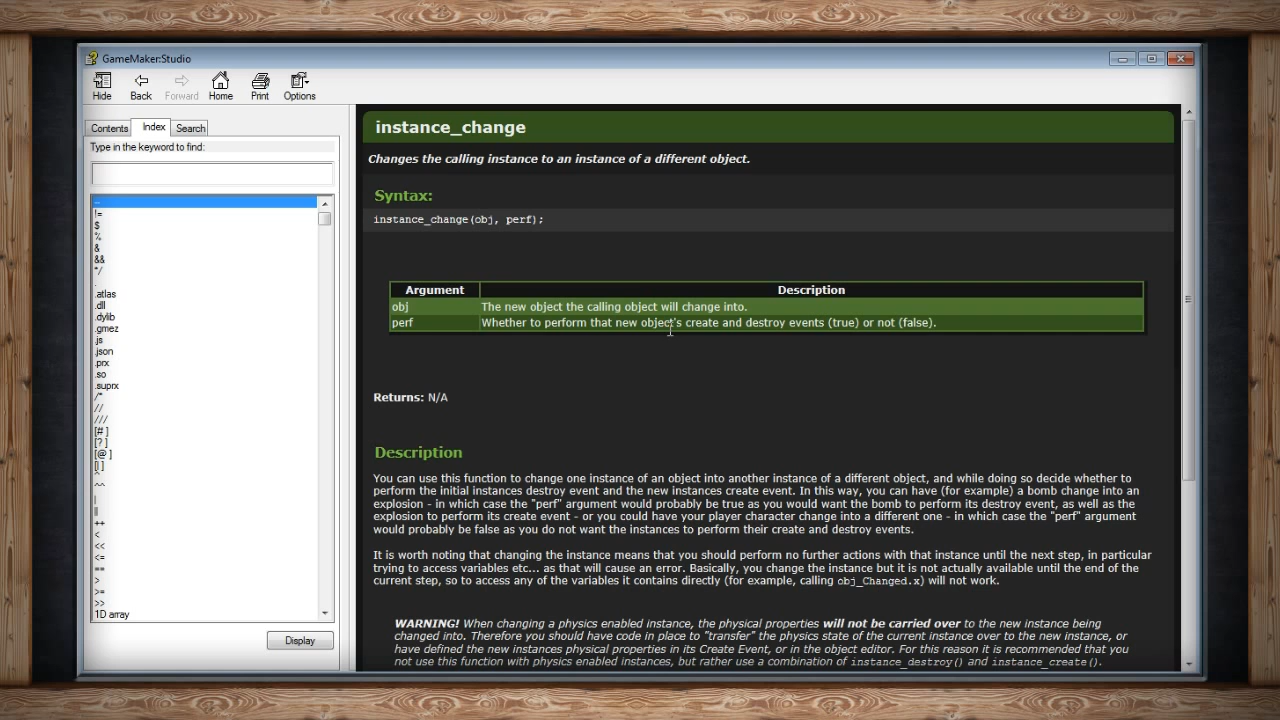 GameMaker:Studio
Hide Back Forward Home Print Options
Contents Index Search
Type in the keyword to find:
!=
$
%
&
&&
*/
.
.atlas
.dll
.dylib
.gmez
.js
.json
.prx
.so
.suprx
/*
//
///
[# ]
[? ]
[@ ]
[| ]
^
^^
|
||
++
<
<<
<=
==
>
>=
>>
1D array
Display
instance_change
Changes the calling instance to an instance of a different object.
Syntax:
instance_change(obj, perf);
Argument Description
obj The new object the calling object will change into.
perf Whether to perform that new object's create and destroy events (true) or not (false).
Returns: N/A
Description
You can use this function to change one instance of an object into another instance of a different object, and while doing so decide whether to
perform the initial instances destroy event and the new instances create event. In this way, you can have (for example) a bomb change into an
explosion - in which case the "perf" argument would probably be true as you would want the bomb to perform its destroy event, as well as the
explosion to perform its create event - or you could have your player character change into a different one - in which case the "perf" argument
would probably be false as you do not want the instances to perform their create and destroy events.
It is worth noting that changing the instance means that you should perform no further actions with that instance until the next step, in particular
trying to access variables etc... as that will cause an error. Basically, you change the instance but it is not actually available until the end of the
current step, so to access any of the variables it contains directly (for example, calling obj_Changed.x) will not work.
WARNING! When changing a physics enabled instance, the physical properties will not be carried over to the new instance being
changed into. Therefore you should have code in place to "transfer" the physics state of the current instance over to the new instance, or
have defined the new instances physical properties in its Create Event, or in the object editor. For this reason it is recommended that you
not use this function with physics enabled instances, but rather use a combination of instance_destroy() and instance_create().